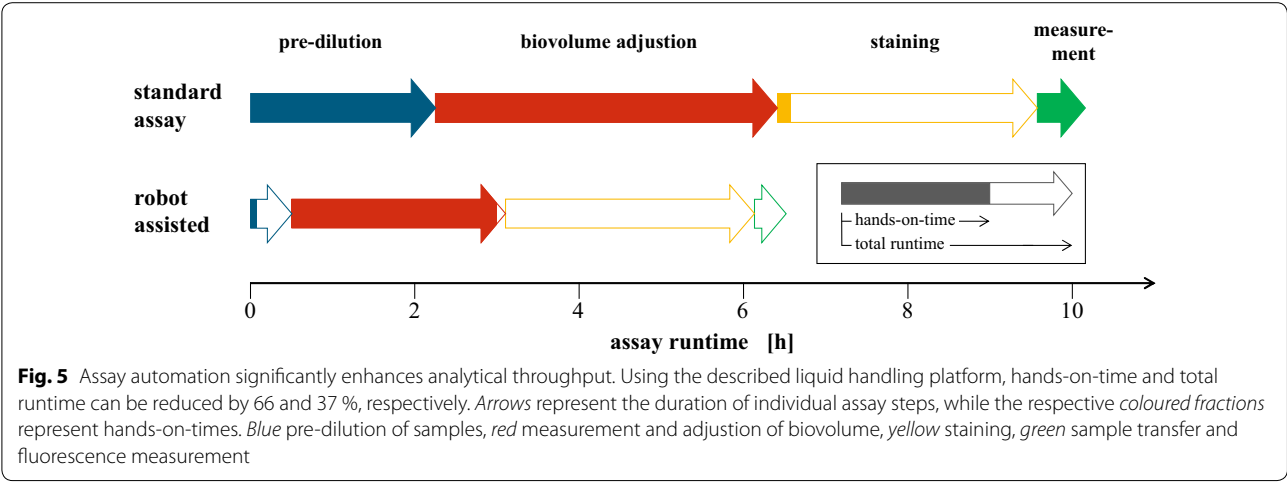 pre-dilution biovolume adjustion staining measure-
ment
standard
assay
robot
assisted
hands-on-time
total runtime
0 2 4 6 8 10
assay runtime [h]
Fig. 5 Assay automation significantly enhances analytical throughput. Using the described liquid handling platform, hands-on-time and total
runtime can be reduced by 66 and 37 %, respectively. Arrows represent the duration of individual assay steps, while the respective coloured fractions
represent hands-on-times. Blue pre-dilution of samples, red measurement and adjustion of biovolume, yellow staining, green sample transfer and
fluorescence measurement